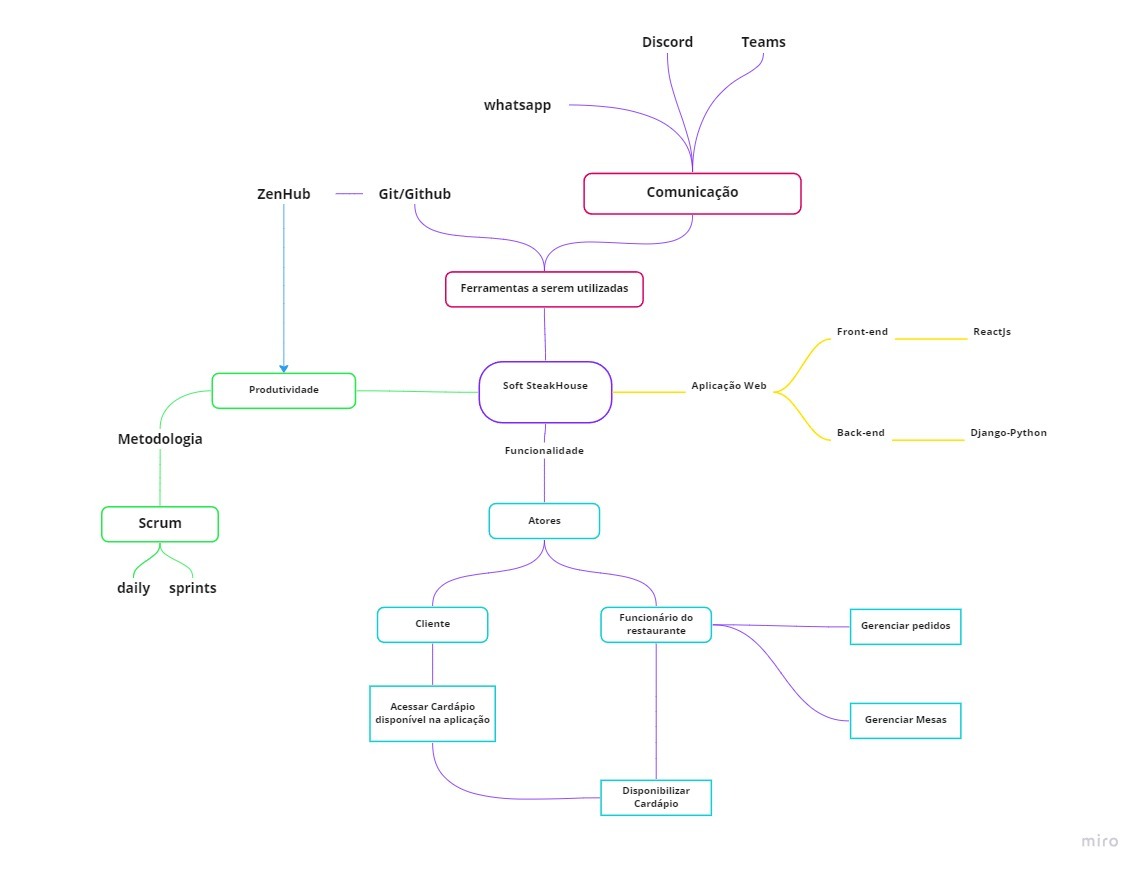 Discord
Teams
whatsapp
Comunicação
ZenHub
Git/Github
Ferramentas a serem utilizadas
Front-end
ReactJs
Soft SteakHouse
Aplicação Web
Produtividade
Back-end
Django-Python
Metodologia
Funcionalidade
Scrum
Atores
daily
sprints
Cliente
Funcionário do
restaurante
Gerenciar pedidos
Acessar Cardápio
disponível na aplicação
Gerenciar Mesas
Disponibilizar
Cardápio
miro